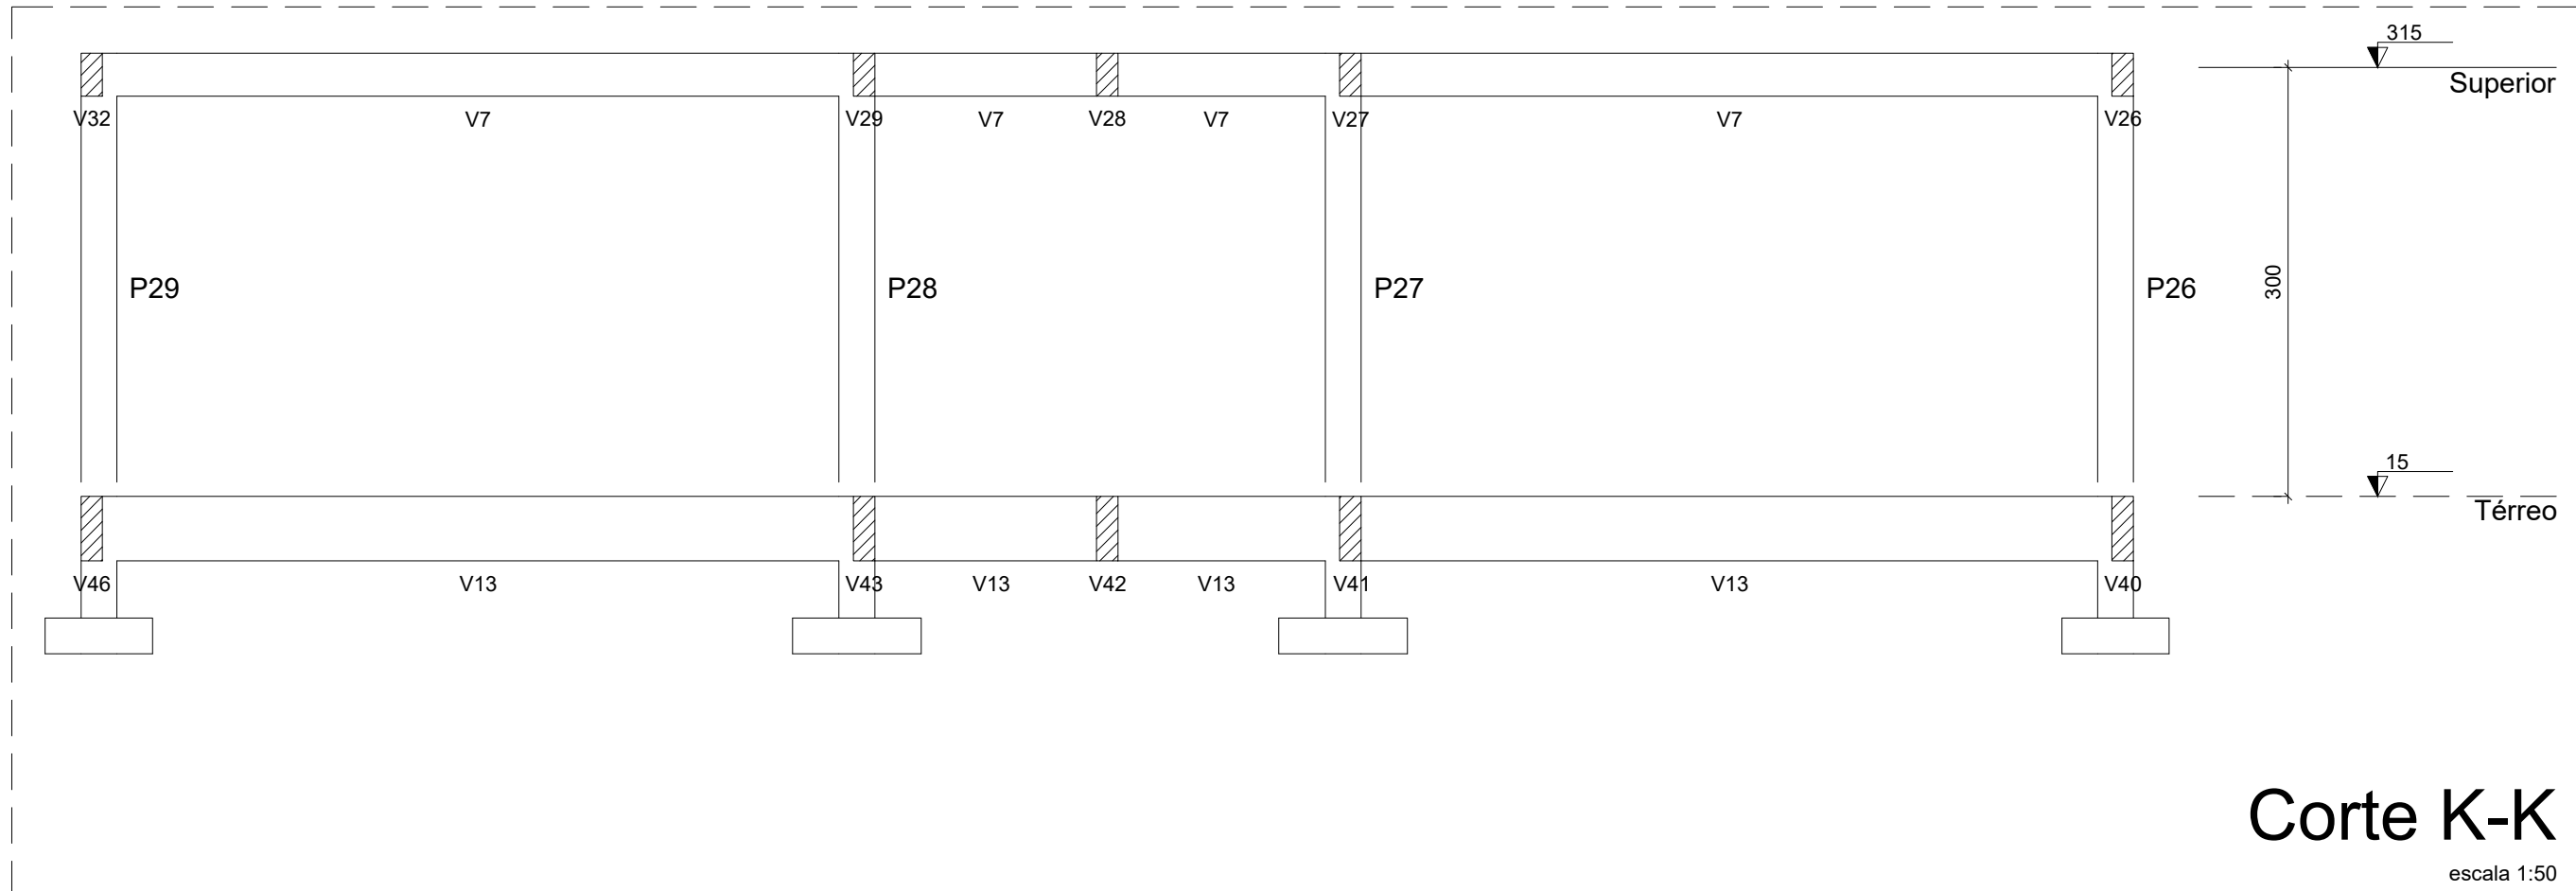 315
Superior
V32 V7 V29 V7 V28 V7 V27 V7 V26
P29 P28 P27 P26
300
15
Térreo
V46 V13 V43 V13 V42 V13 V41 V13 V40
Corte K-K
escala 1:50